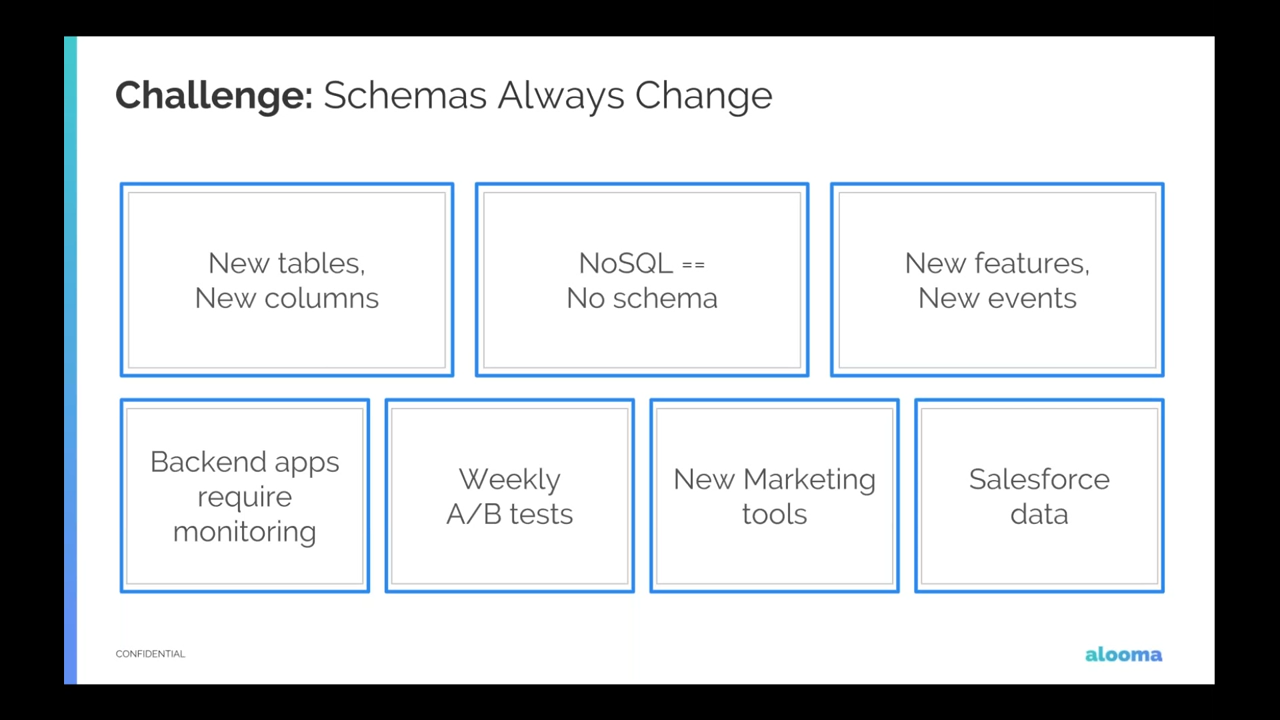 Challenge: Schemas Always Change
New tables,
New columns
NoSQL ==
No schema
New features,
New events
Backend apps
require
monitoring
Weekly
A/B tests
New Marketing
tools
Salesforce
data
CONFIDENTIAL
alooma